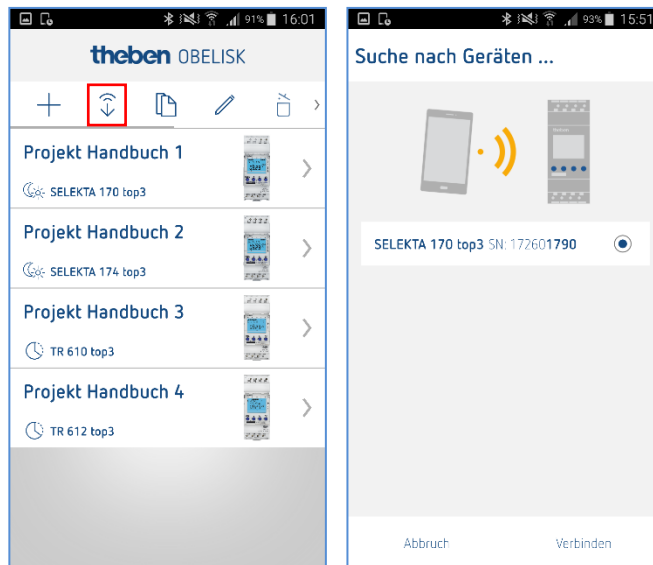 91% 16:01
theben OBELISK
Projekt Handbuch 1
SELEKTA 170 top3
Projekt Handbuch 2
SELEKTA 174 top3
Projekt Handbuch 3
TR 610 top3
Projekt Handbuch 4
TR 612 top3
93% 15:51
Suche nach Geräten ...
theben
SELEKTA 170 top3 SN: 172601790
Abbruch
Verbinden